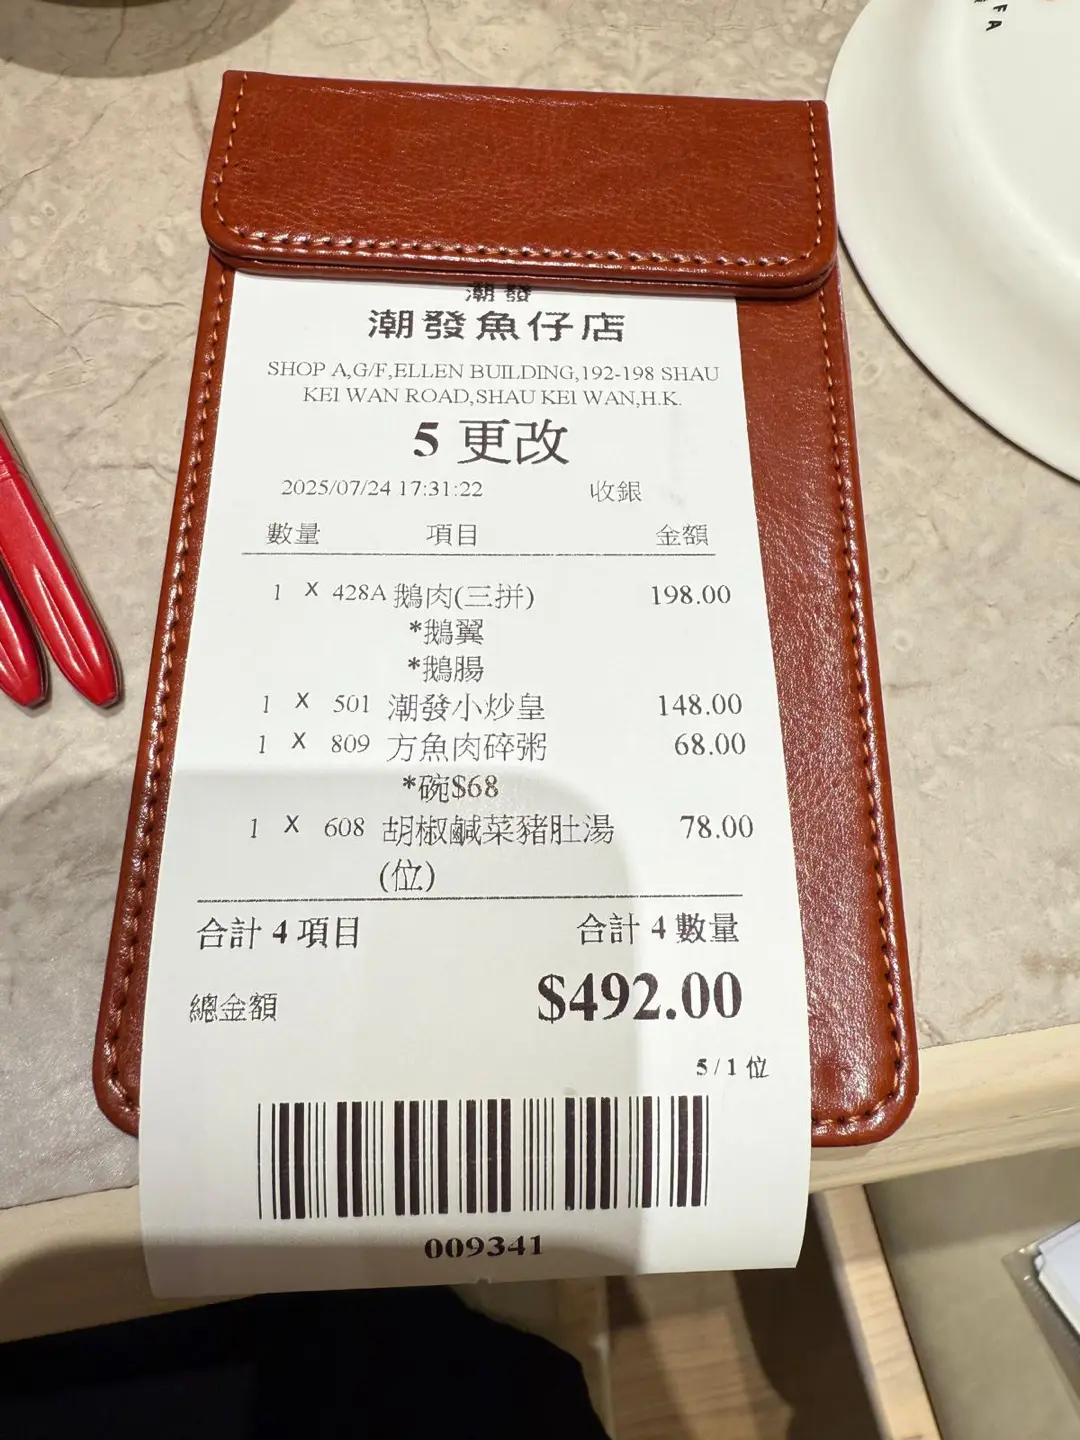 潮發
潮發魚仔店
SHOP A,G/F,ELLEN BUILDING,192-198 SHAU
KEI WAN ROAD,SHAU KEI WAN,H.K.
5 更改
2025/07/24 17:31:22 收銀
數量 項目 金額
1 X 428A 鵝肉(三拼) 198.00
*鵝翼
*鵝腸
1 X 501 潮發小炒皇 148.00
1 X 809 方魚肉碎粥 68.00
*碗$68
1 X 608 胡椒鹹菜豬肚湯 78.00
(位)
合計 4 項目 合計 4 數量
總金額 $492.00
5 / 1 位
009341